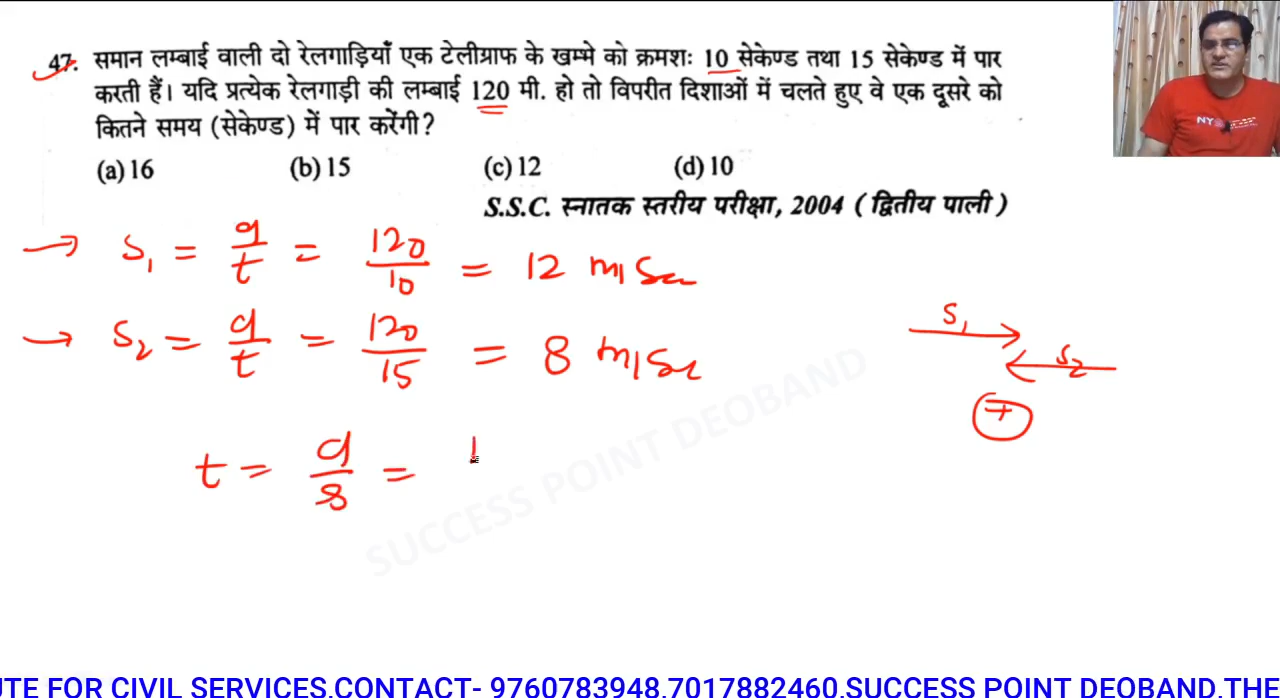 47. समान लम्बाई वाली दो रेलगाड़ियाँ एक टेलीग्राफ के खम्भे को क्रमशः 10 सेकेण्ड तथा 15 सेकेण्ड में पार
करती हैं। यदि प्रत्येक रेलगाड़ी की लम्बाई 120 मी. हो तो विपरीत दिशाओं में चलते हुए वे एक दूसरे को
कितने समय (सेकेण्ड) में पार करेंगी?
(a) 16 (b) 15 (c) 12 (d) 10
S.S.C. स्नातक स्तरीय परीक्षा, 2004 (द्वितीय पाली)
→ S₁ = d/t = 120/10 = 12 m/Sec
→ S₂ = d/t = 120/15 = 8 m/Sec
S₁
S₂
+
t = d/s = 1
SUCCESS POINT DEOBAND
NY
UTE FOR CIVIL SERVICES.CONTACT- 9760783948,7017882460.SUCCESS POINT DEOBAND.THE